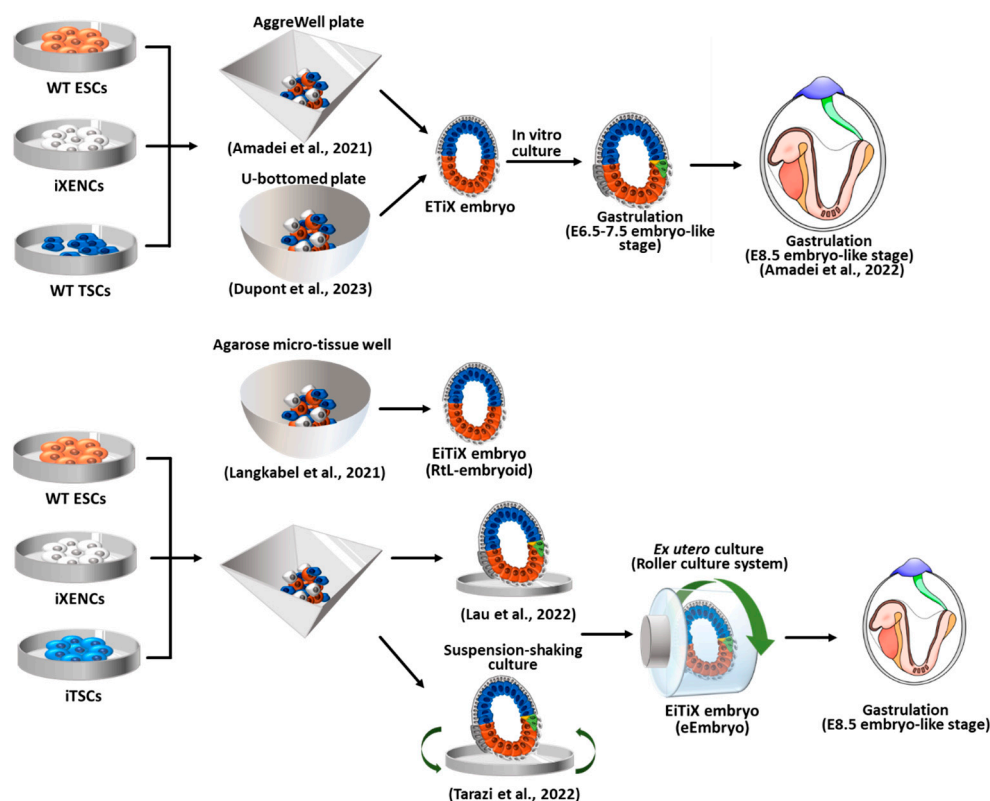 WT ESCs
iXENCs
WT TSCs
AggreWell plate
(Amadei et al., 2021)
U-bottomed plate
(Dupont et al., 2023)
ETiX embryo
In vitro
culture
Gastrulation
(E6.5-7.5 embryo-like
stage)
Gastrulation
(E8.5 embryo-like stage)
(Amadei et al., 2022)
WT ESCs
iXENCs
iTSCs
Agarose micro-tissue well
(Langkabel et al., 2021)
EiTiX embryo
(RtL-embryoid)
(Lau et al., 2022)
Suspension-shaking
culture
(Tarazi et al., 2022)
Ex utero culture
(Roller culture system)
EiTiX embryo
(eEmbryo)
Gastrulation
(E8.5 embryo-like stage)